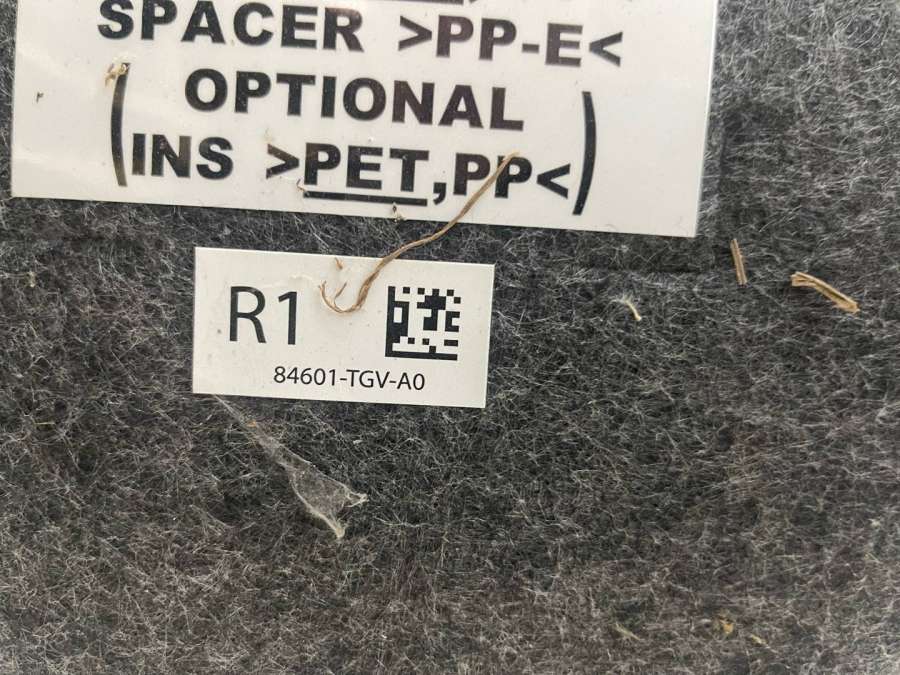 SPACER >PP-E<
(OPTIONAL
INS >PET,PP<)
R1
84601-TGV-A0